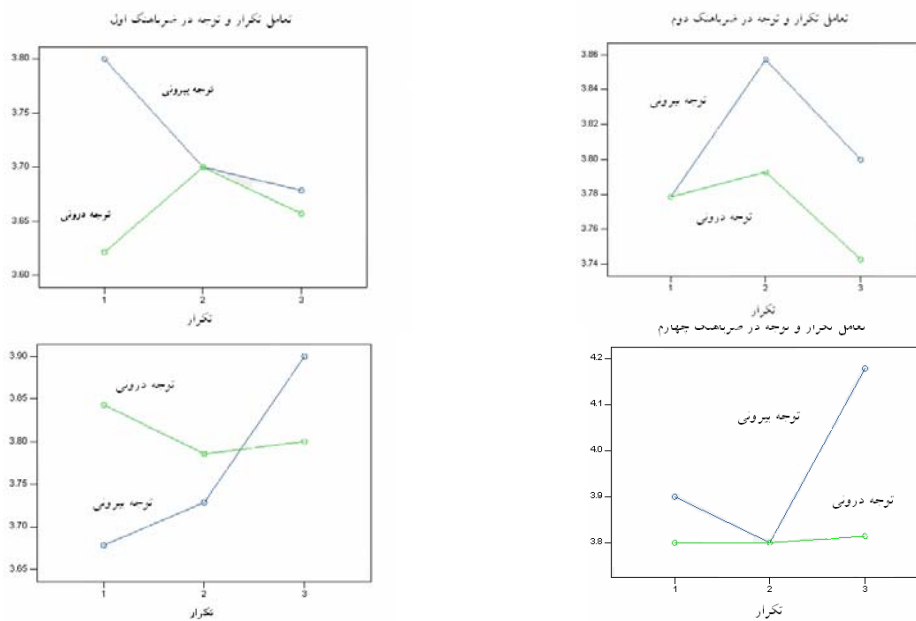 تعامل تکرار و توجه در ضرباهنگ اول
3.80
3.75
3.70
3.65
3.60
توجه بیرونی
توجه درونی
1 2 3
تکرار
تعامل تکرار و توجه در ضرباهنگ دوم
3.86
3.84
3.82
3.80
3.78
3.76
3.74
توجه بیرونی
توجه درونی
1 2 3
تکرار
3.90
3.85
3.80
3.75
3.70
3.65
توجه درونی
توجه بیرونی
1 2 3
تکرار
تعامل تکرار و توجه در ضرباهنگ چهارم
4.2
4.1
4.0
3.9
3.8
توجه بیرونی
توجه درونی
1 2 3
تکرار